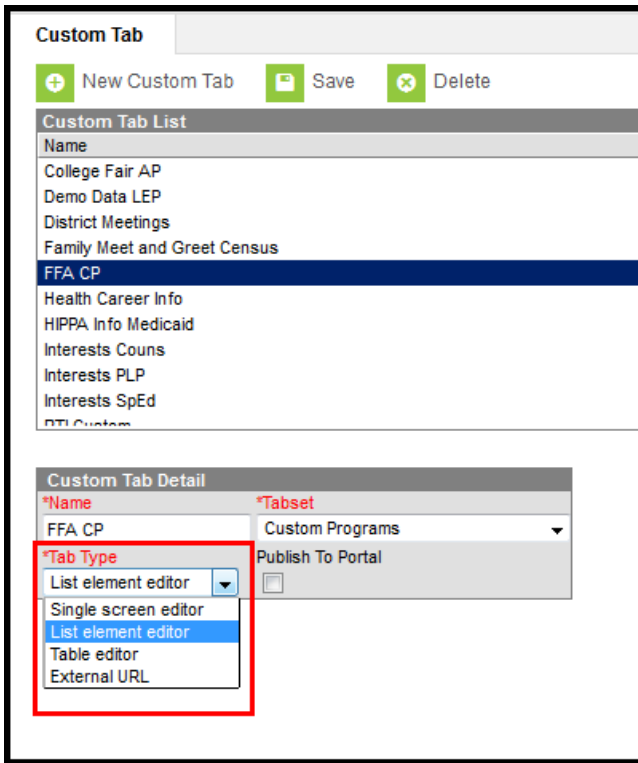 Custom Tab
New Custom Tab Save Delete
Custom Tab List
Name
College Fair AP
Demo Data LEP
District Meetings
Family Meet and Greet Census
FFA CP
Health Career Info
HIPPA Info Medicaid
Interests Couns
Interests PLP
Interests SpEd
RTI Custom
Custom Tab Detail
*Name *Tabset
FFA CP Custom Programs
*Tab Type Publish To Portal
List element editor
Single screen editor
List element editor
Table editor
External URL